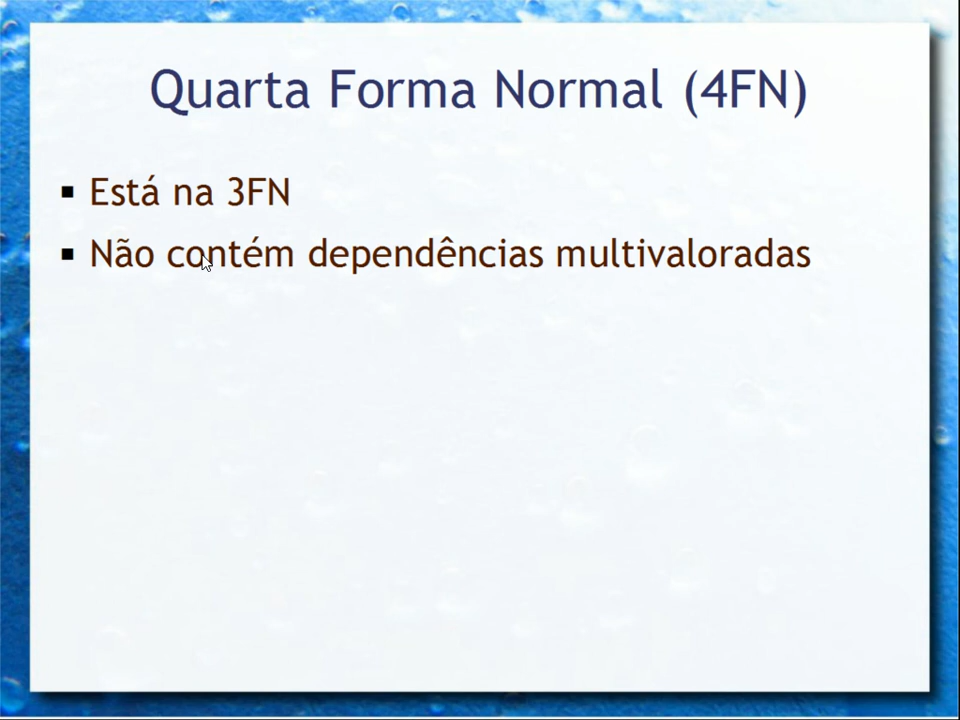 Quarta Forma Normal (4FN)
Está na 3FN
Não contém dependências multivaloradas